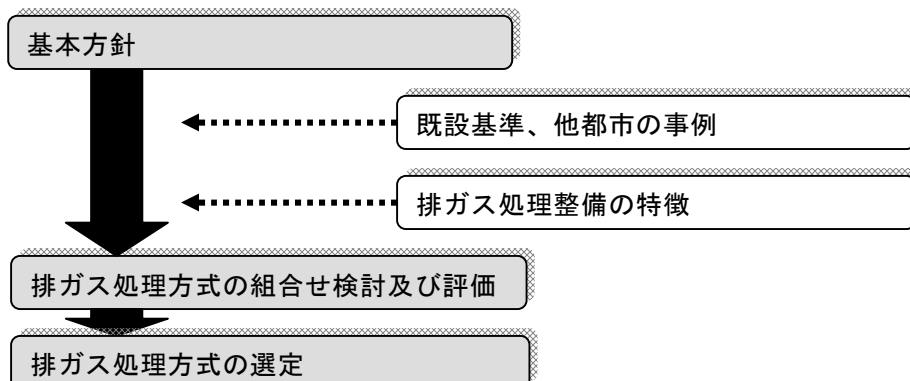 基本方針
既設基準、他都市の事例
排ガス処理整備の特徴
排ガス処理方式の組合せ検討及び評価
排ガス処理方式の選定